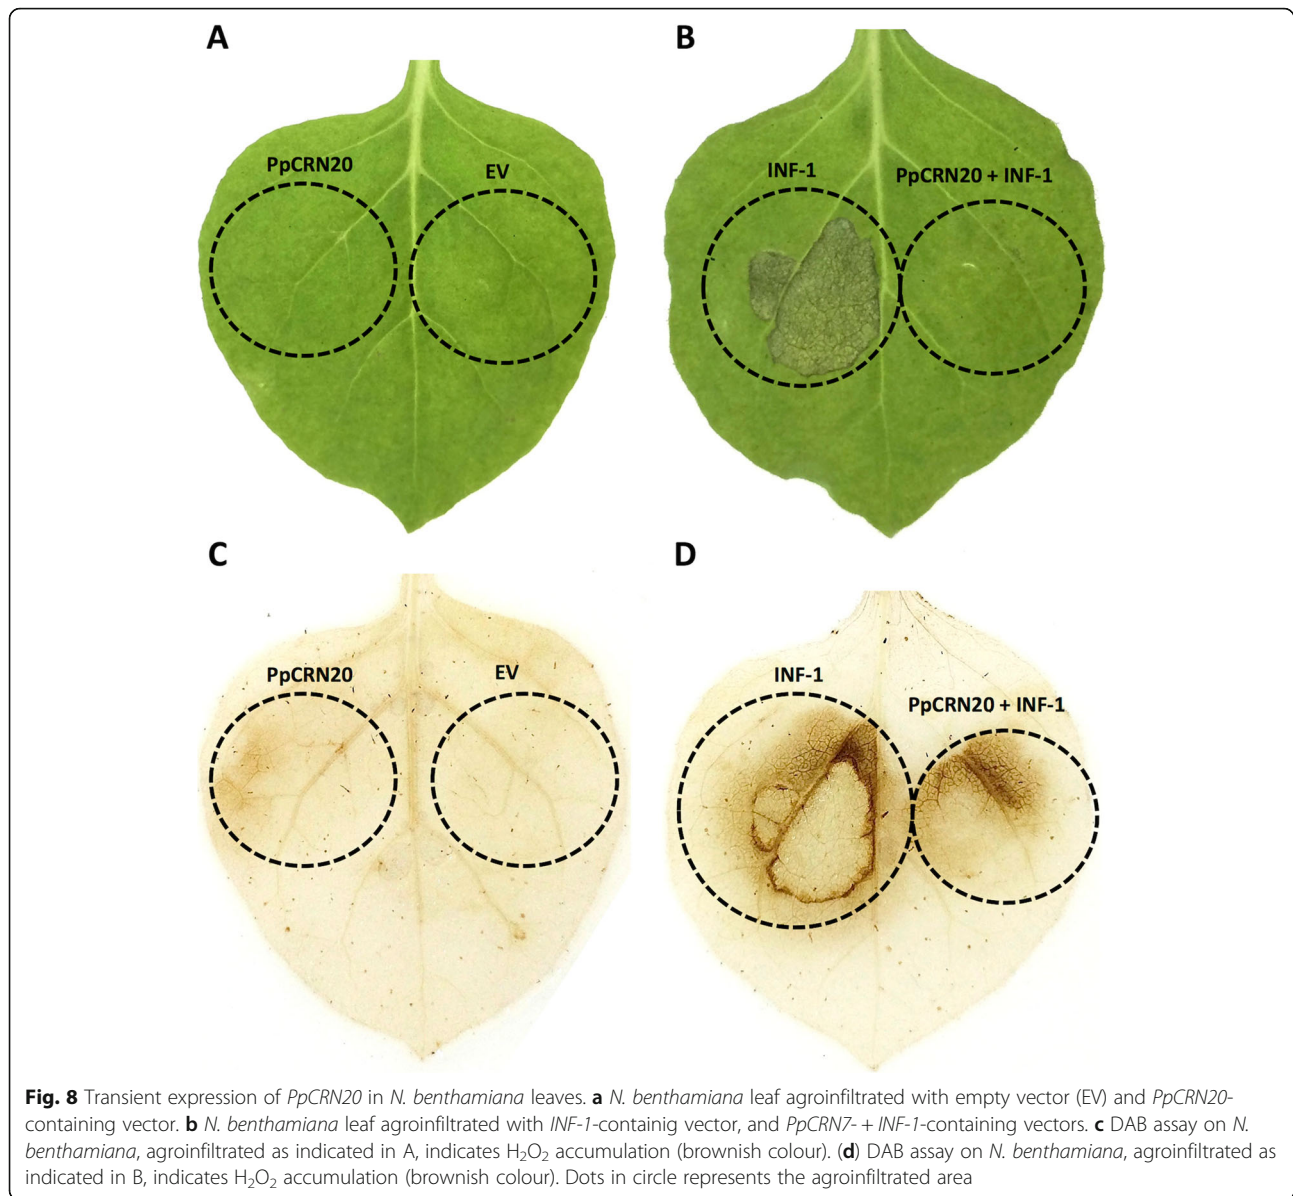 A
B
PpCRN20
EV
INF-1
PpCRN20 + INF-1
C
D
PpCRN20
EV
INF-1
PpCRN20 + INF-1
Fig. 8 Transient expression of PpCRN20 in N. benthamiana leaves. a N. benthamiana leaf agroinfiltrated with empty vector (EV) and PpCRN20-
containing vector. b N. benthamiana leaf agroinfiltrated with INF-1-containig vector, and PpCRN7- + INF-1-containing vectors. c DAB assay on N.
benthamiana, agroinfiltrated as indicated in A, indicates H₂O₂ accumulation (brownish colour). (d) DAB assay on N. benthamiana, agroinfiltrated as
indicated in B, indicates H₂O₂ accumulation (brownish colour). Dots in circle represents the agroinfiltrated area